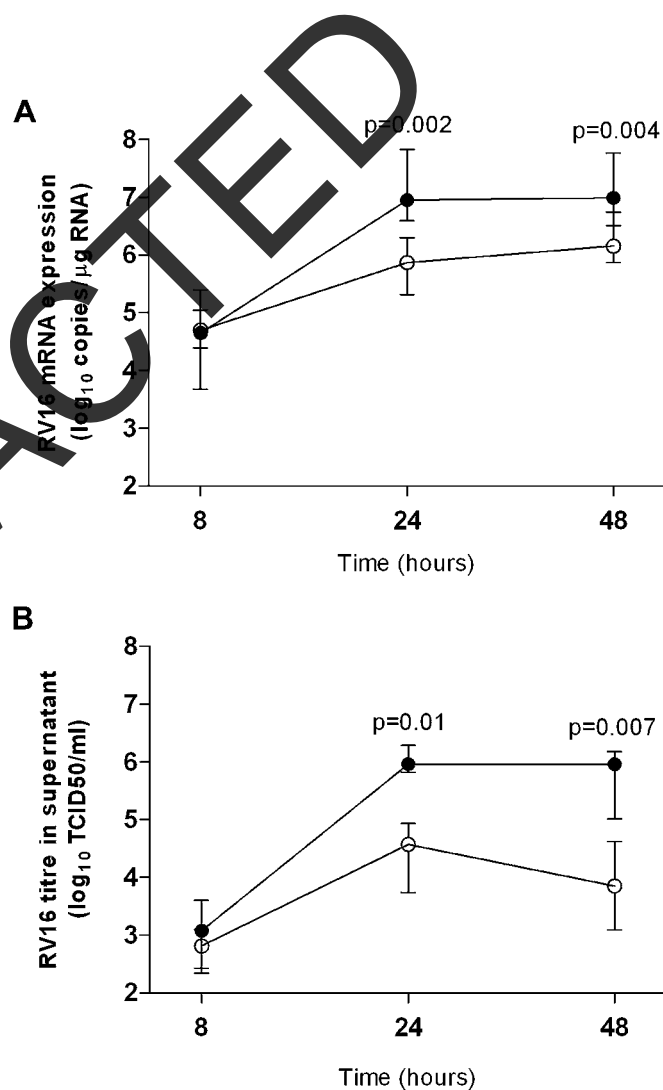 A
p=0.002
p=0.004
8
7
6
5
4
3
2
RV16 mRNA expression
(log10 copies/μg RNA)
8
24
48
Time (hours)
ACTED
B
p=0.01
p=0.007
8
7
6
5
4
3
2
RV16 titre in supernatant
(log10 TCID50/ml)
8
24
48
Time (hours)